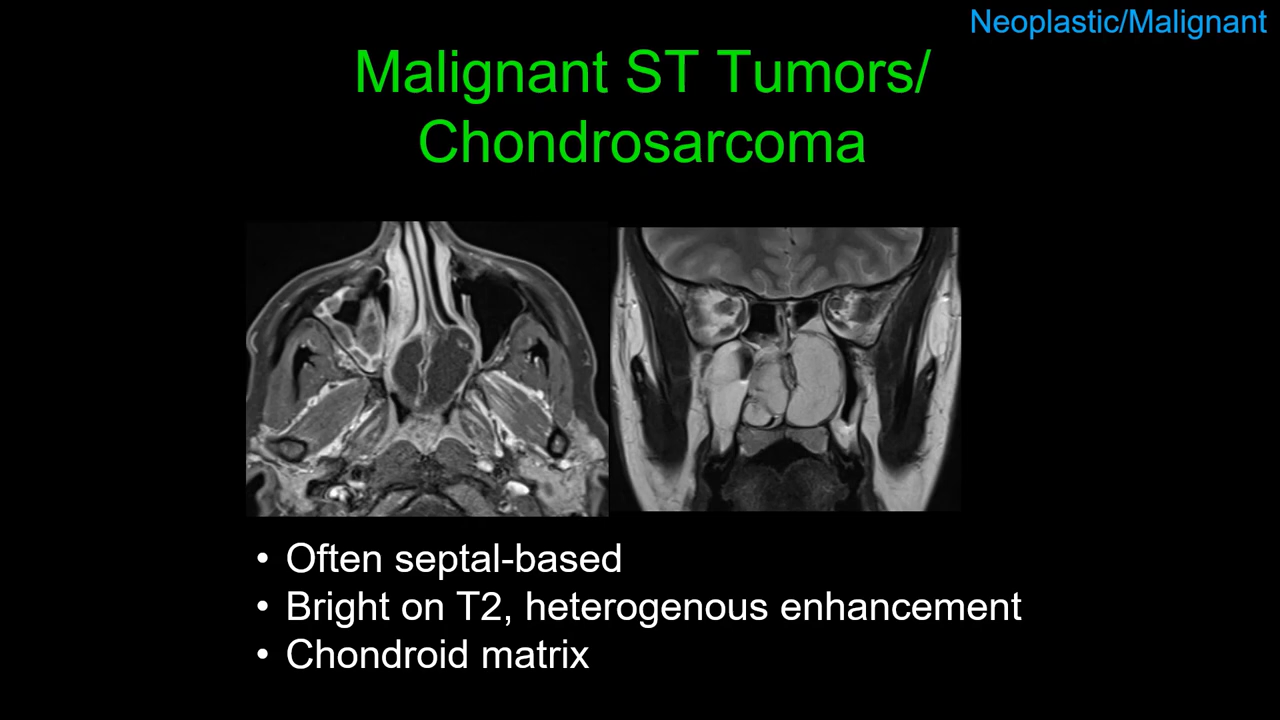 Neoplastic/Malignant
Malignant ST Tumors/
Chondrosarcoma
• Often septal-based
• Bright on T2, heterogenous enhancement
• Chondroid matrix